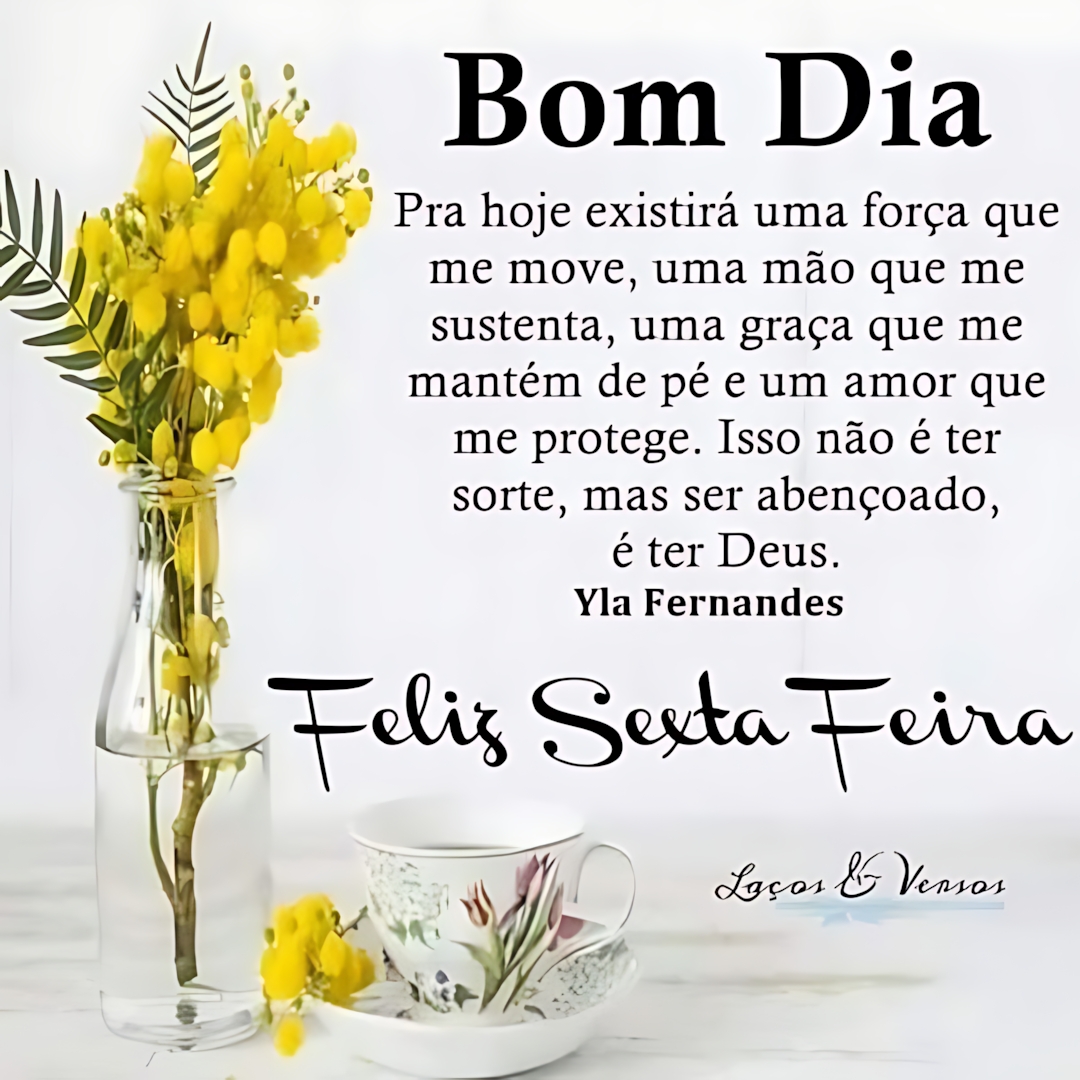 Bom Dia
Pra hoje existirá uma força que
me move, uma mão que me
sustenta, uma graça que me
mantém de pé e um amor que
me protege. Isso não é ter
sorte, mas ser abençoado,
é ter Deus.
Yla Fernandes
Feliz Sexta Feira
Laços & Versos